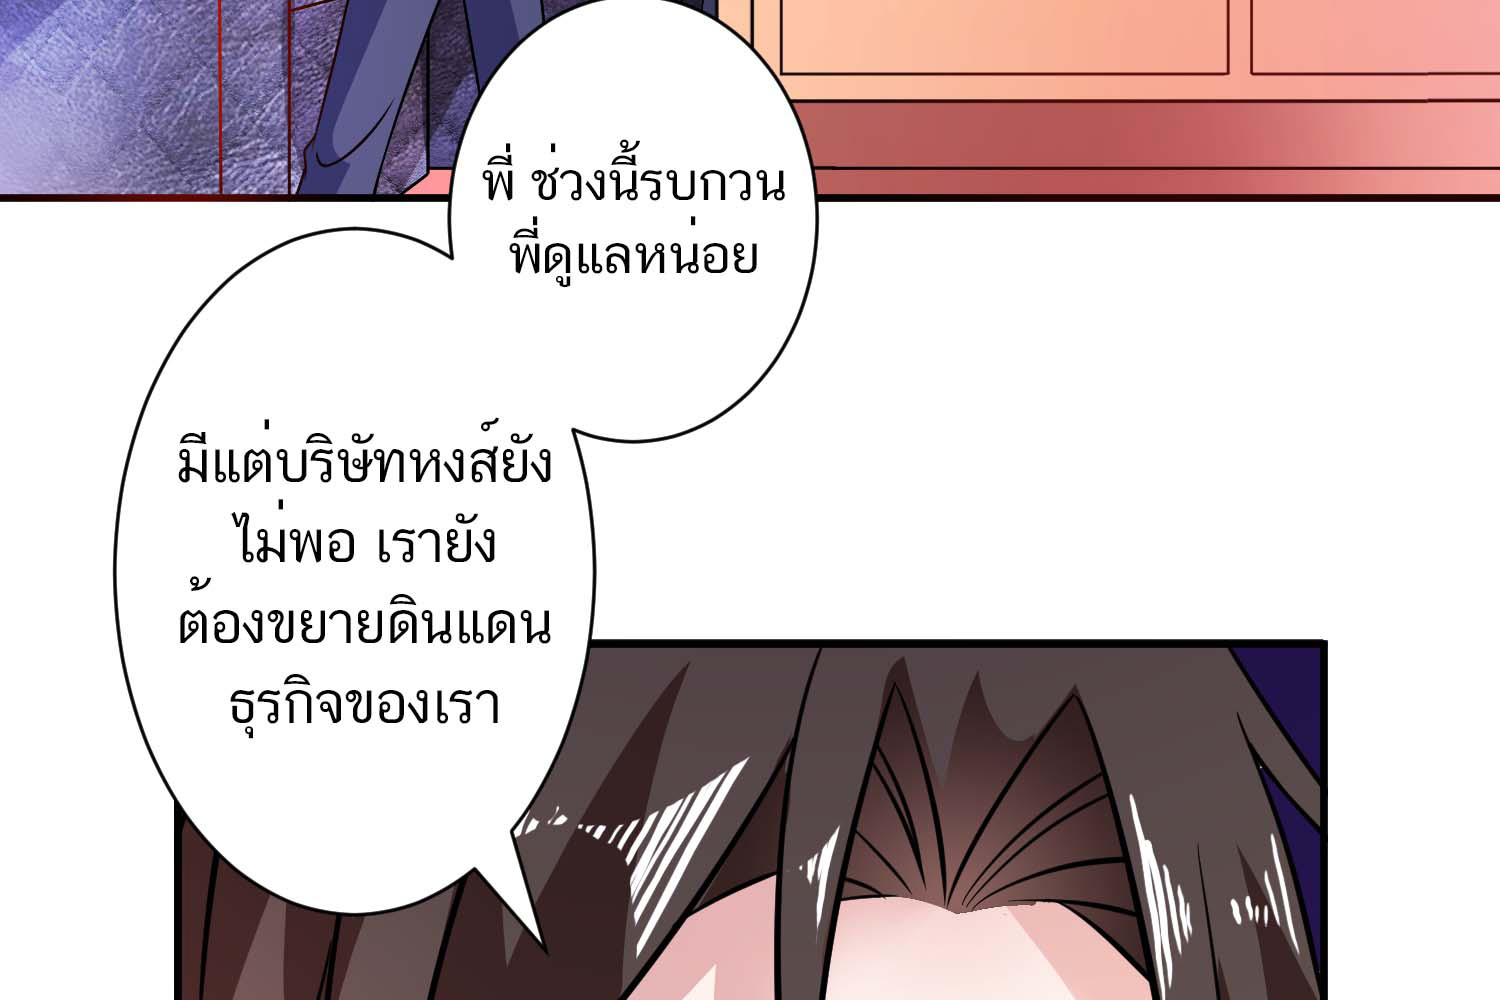 พี่ ช่วงนี้รบกวน
พี่ดูแลหน่อย
มีแต่บริษัทหงส์ยัง
ไม่พอ เรายัง
ต้องขยายดินแดน
ธุรกิจของเรา